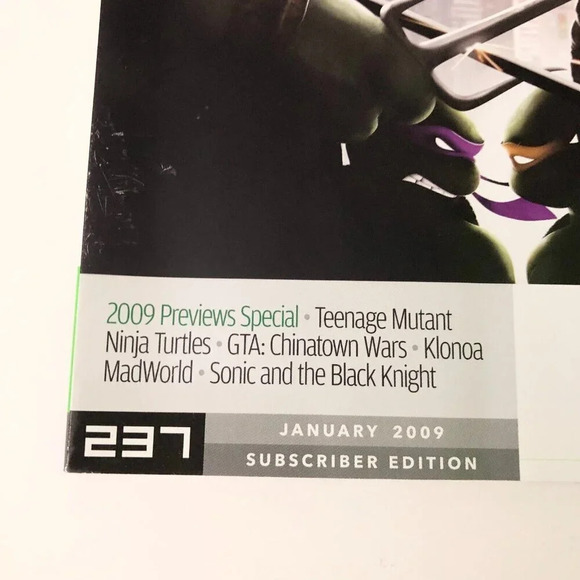 2009 Previews Special • Teenage Mutant
Ninja Turtles • GTA: Chinatown Wars • Klonoa
MadWorld • Sonic and the Black Knight
237
JANUARY 2009
SUBSCRIBER EDITION